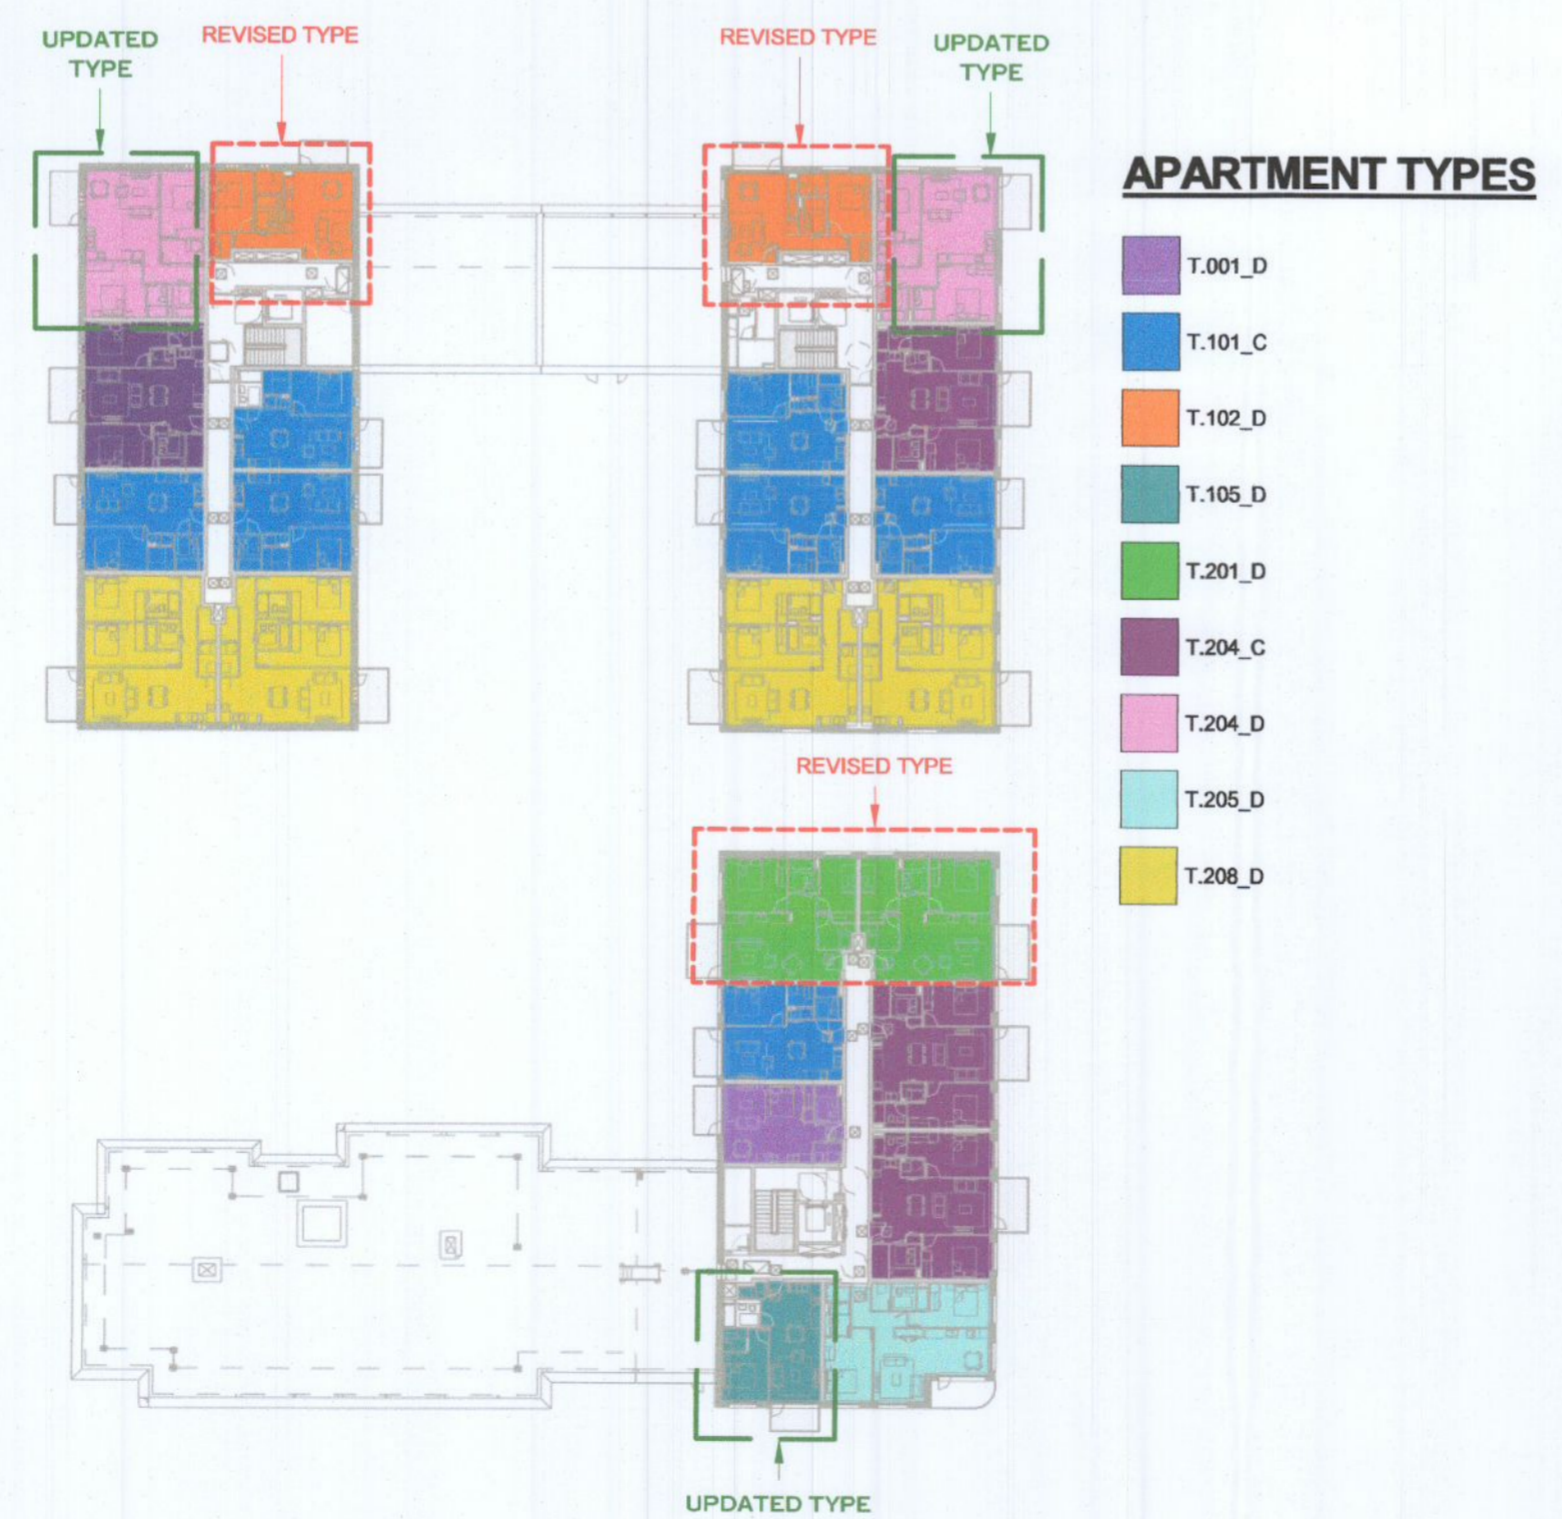 UPDATED
TYPE
REVISED TYPE
REVISED TYPE
UPDATED
TYPE
APARTMENT TYPES
T.001_D
T.101_C
T.102_D
T.105_D
T.201_D
T.204_C
T.204_D
T.205_D
T.208_D
REVISED TYPE
UPDATED TYPE